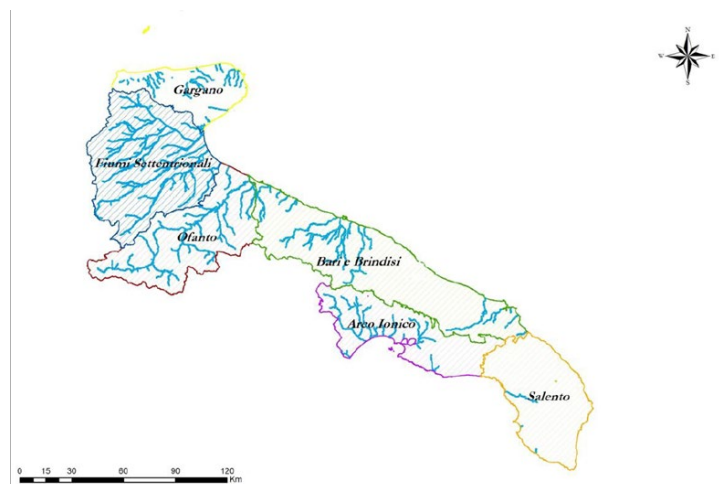 N
W E
S
Gargano
Fiumi Settentrionali
Ofanto
Bari e Brindisi
Arco Ionico
Salento
0 15 30 60 90 120
Km